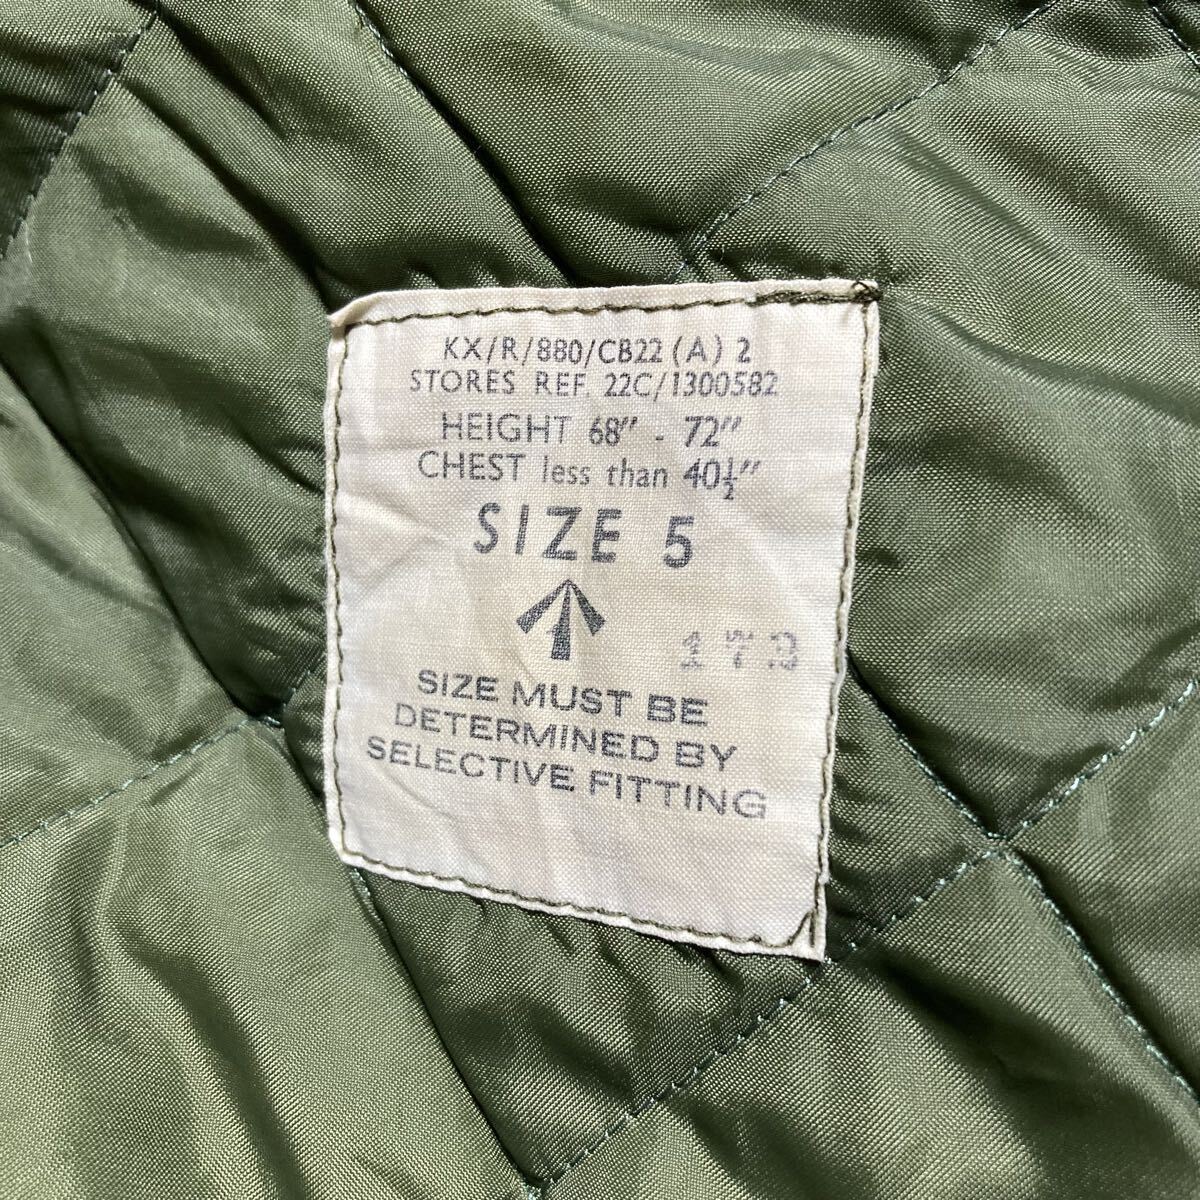 KX/R/880/CB22 (A) 2
STORES REF. 22C/1300582
HEIGHT 68" - 72"
CHEST less than 40½"
SIZE 5
SIZE MUST BE
DETERMINED BY
SELECTIVE FITTING